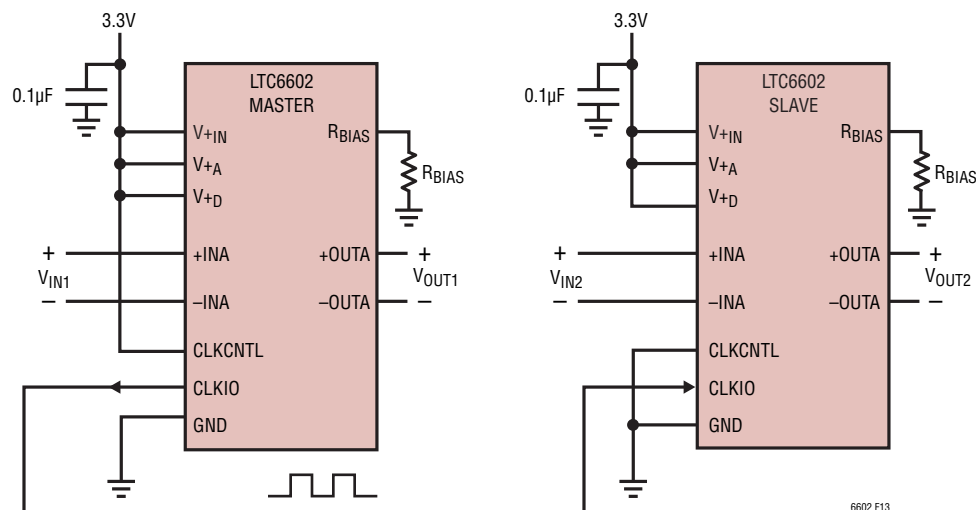 3.3V
0.1µF
LTC6602
MASTER
V+IN
V+A
V+D
RBIAS
RBIAS
+
VIN1
–
+INA
–INA
+OUTA
–OUTA
+
VOUT1
–
CLKCNTL
CLKIO
GND
3.3V
0.1µF
LTC6602
SLAVE
V+IN
V+A
V+D
RBIAS
RBIAS
+
VIN2
–
+INA
–INA
+OUTA
–OUTA
+
VOUT2
–
CLKCNTL
CLKIO
GND
6602 F13